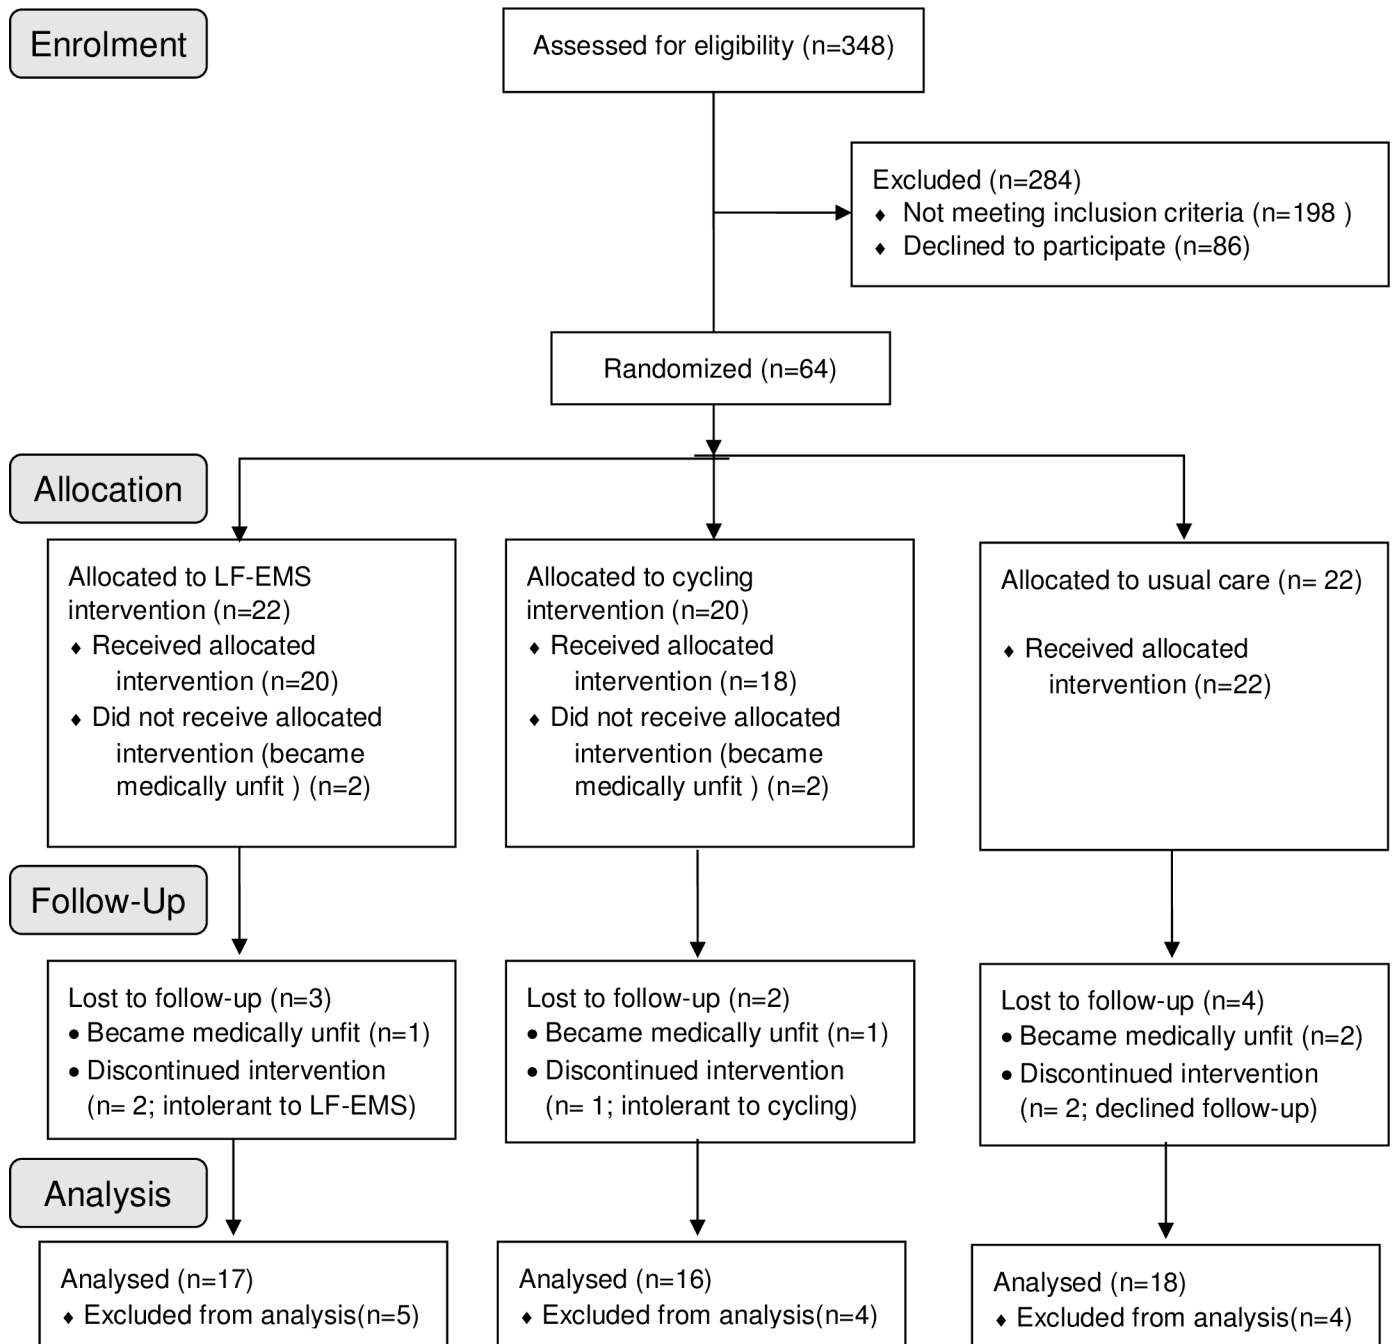 Enrolment
Assessed for eligibility (n=348)
Excluded (n=284)
♦ Not meeting inclusion criteria (n=198 )
♦ Declined to participate (n=86)
Randomized (n=64)
Allocation
Allocated to LF-EMS
intervention (n=22)
♦ Received allocated
intervention (n=20)
♦ Did not receive allocated
intervention (became
medically unfit ) (n=2)
Allocated to cycling
intervention (n=20)
♦ Received allocated
intervention (n=18)
♦ Did not receive allocated
intervention (became
medically unfit ) (n=2)
Allocated to usual care (n= 22)
♦ Received allocated
intervention (n=22)
Follow-Up
Lost to follow-up (n=3)
• Became medically unfit (n=1)
• Discontinued intervention
(n= 2; intolerant to LF-EMS)
Lost to follow-up (n=2)
• Became medically unfit (n=1)
• Discontinued intervention
(n= 1; intolerant to cycling)
Lost to follow-up (n=4)
• Became medically unfit (n=2)
• Discontinued intervention
(n= 2; declined follow-up)
Analysis
Analysed (n=17)
♦ Excluded from analysis(n=5)
Analysed (n=16)
♦ Excluded from analysis(n=4)
Analysed (n=18)
♦ Excluded from analysis(n=4)